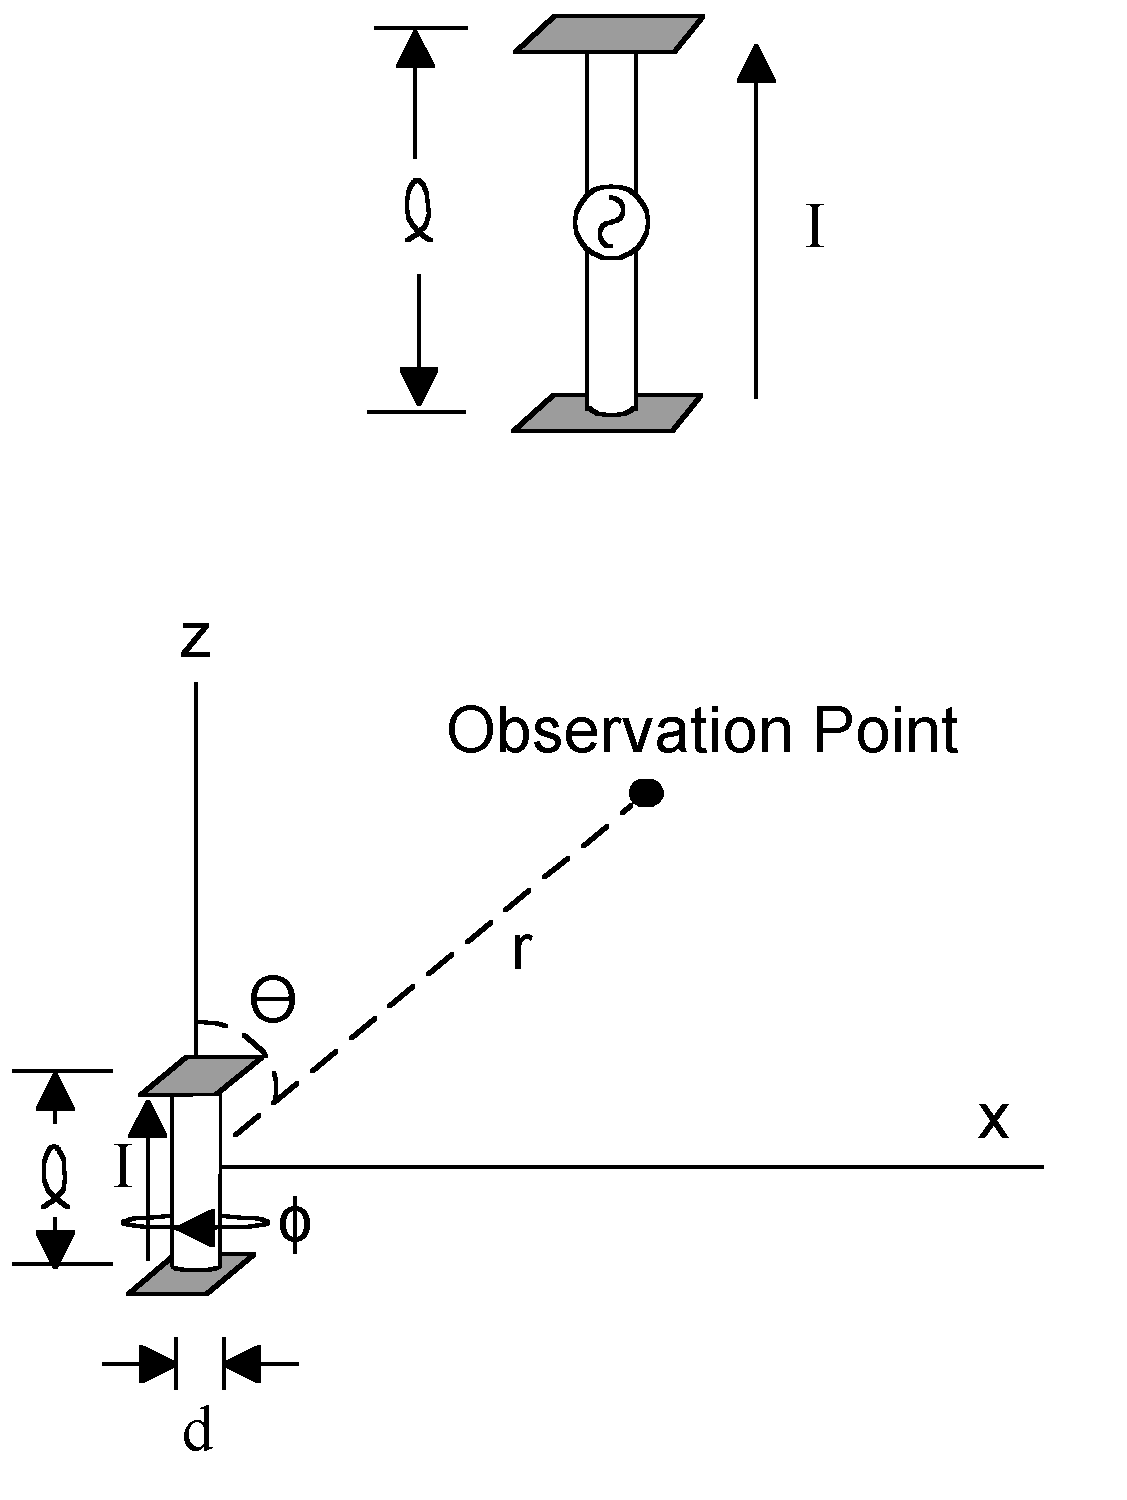 ℓ
I
z
Observation Point
r
Θ
x
ℓ
I
ϕ
d